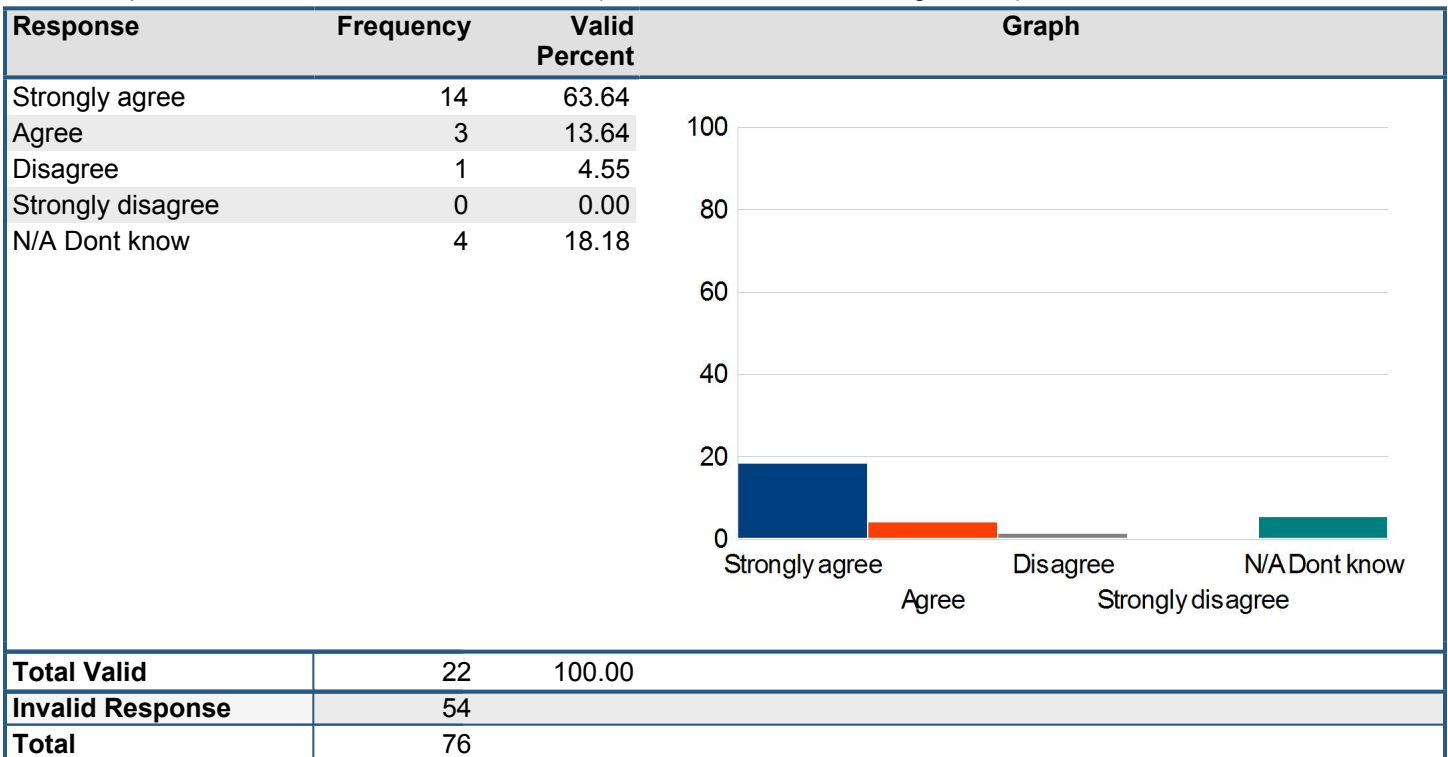 Response Frequency Valid Percent Graph
Strongly agree 14 63.64
Agree 3 13.64
Disagree 1 4.55
Strongly disagree 0 0.00
N/A Dont know 4 18.18
100
80
60
40
20
0
Strongly agree Disagree N/A Dont know
Agree Strongly disagree
Total Valid 22 100.00
Invalid Response 54
Total 76